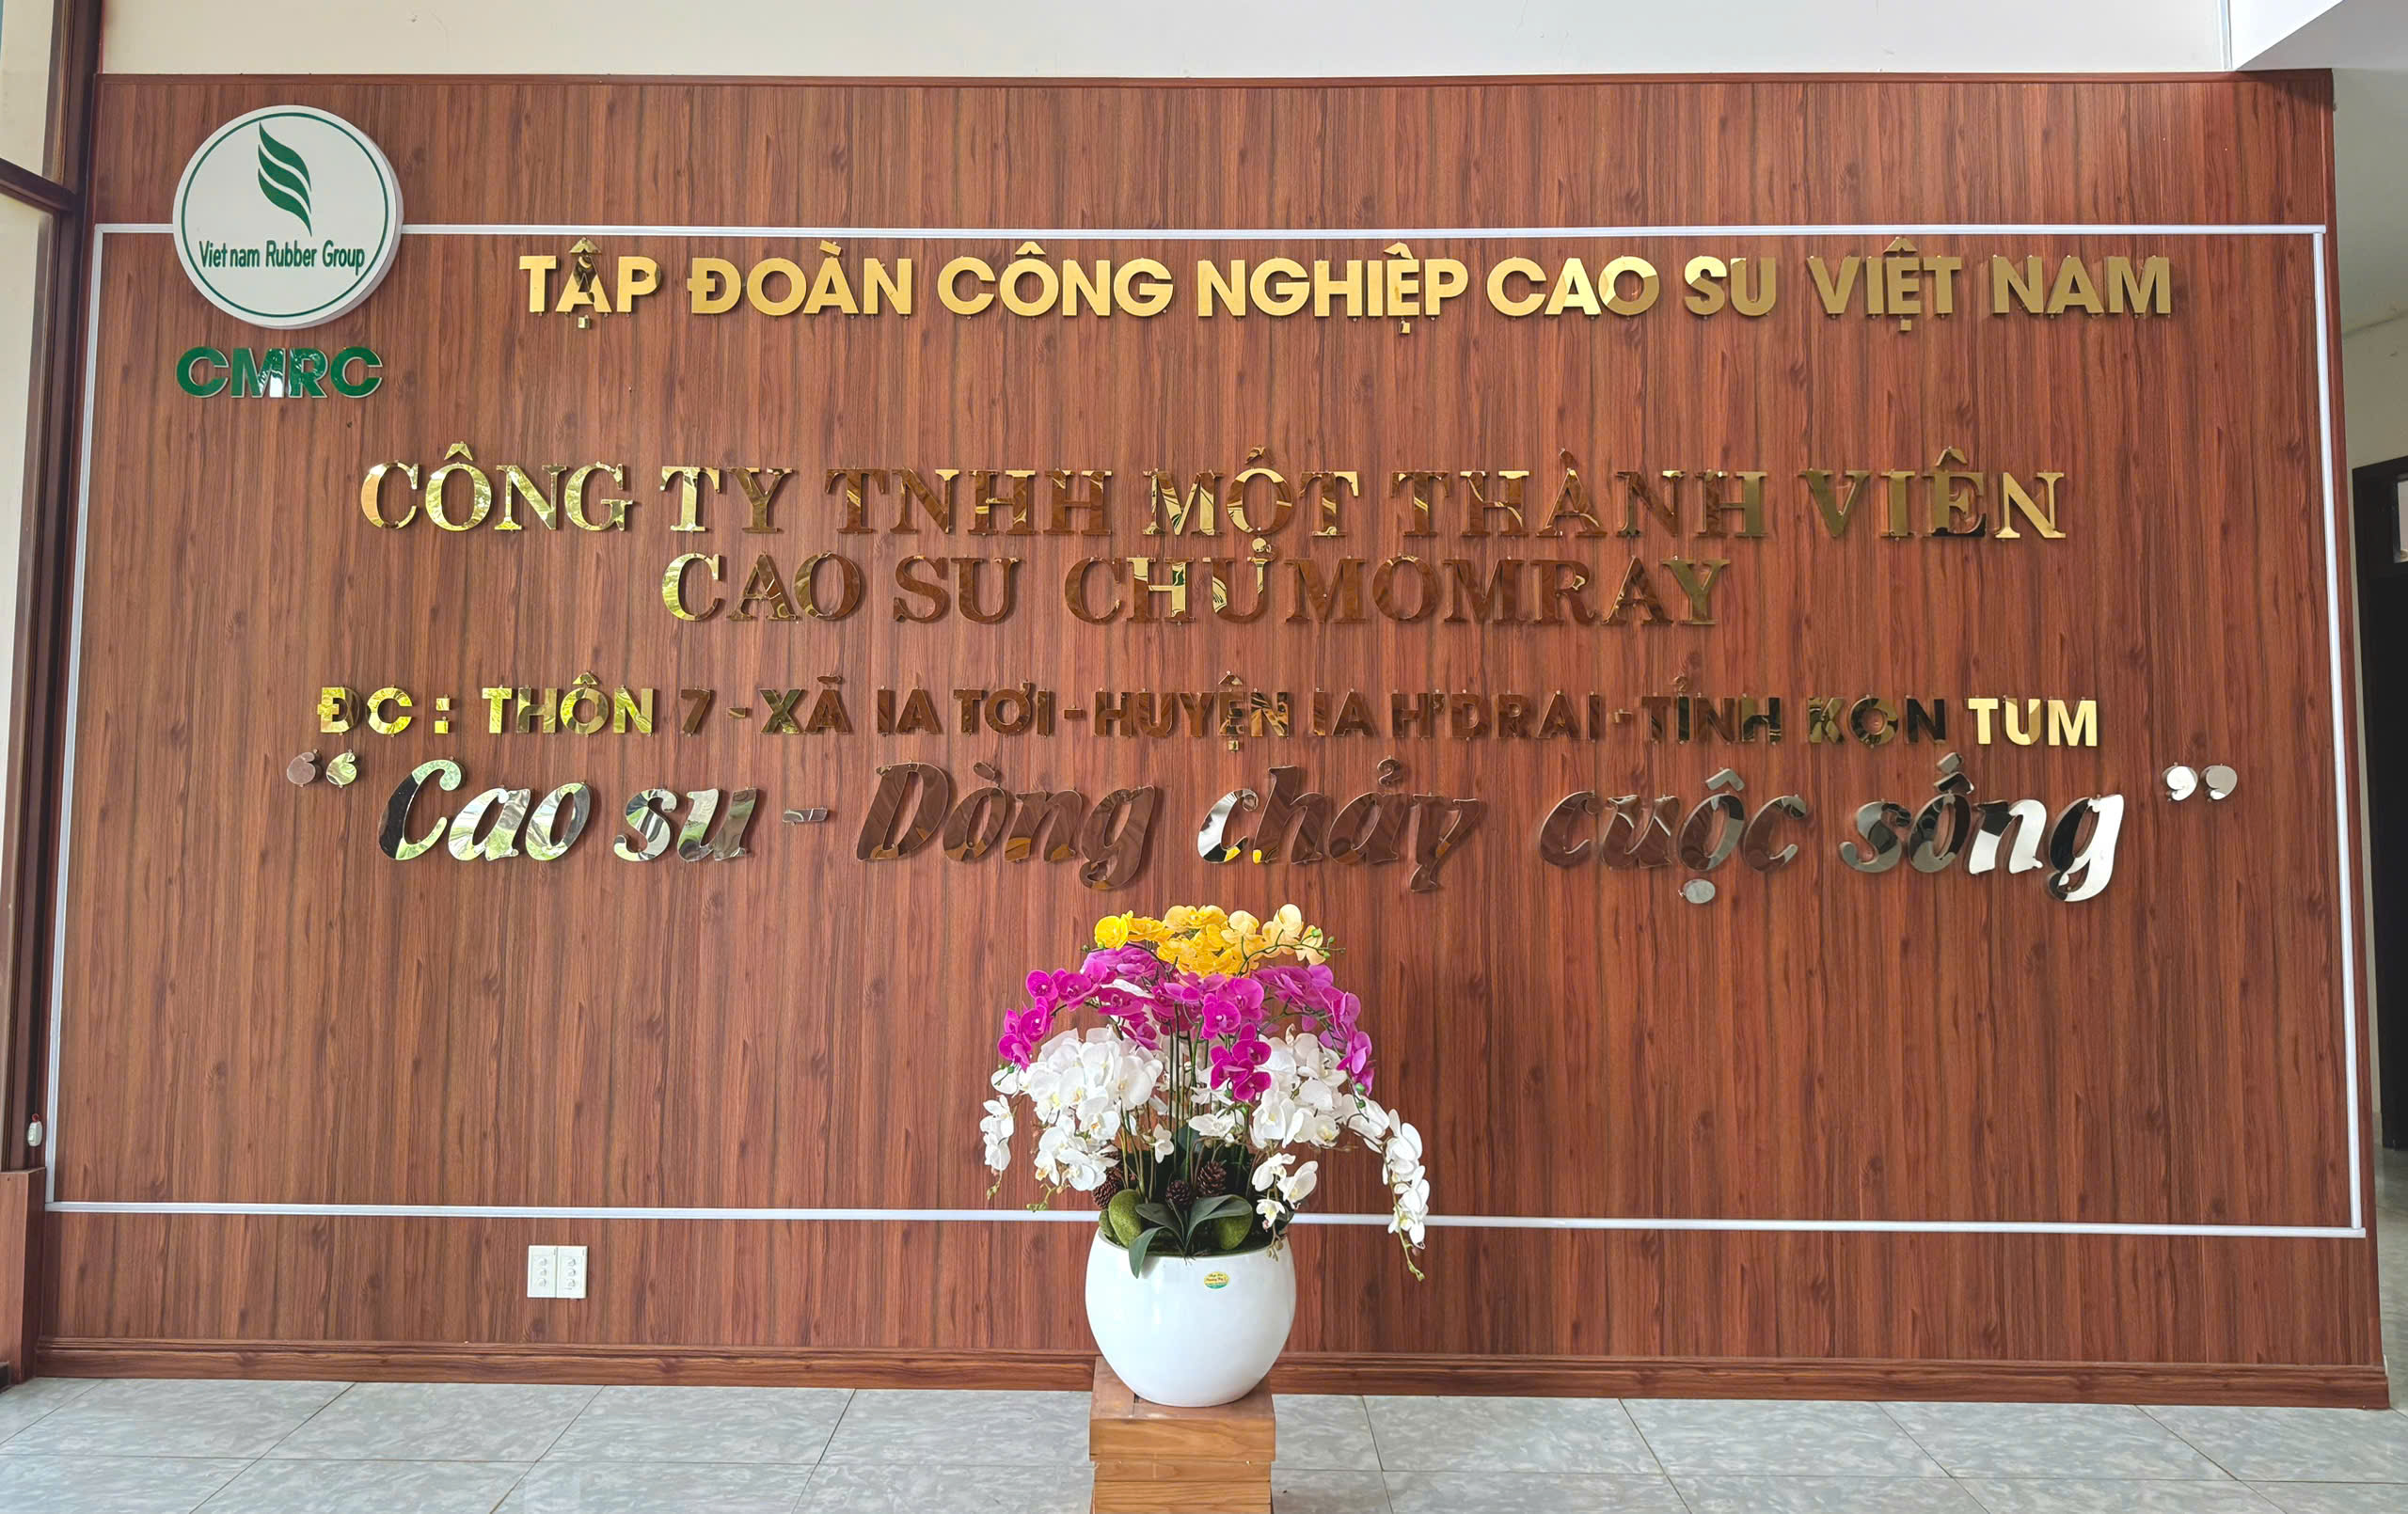 Viet nam Rubber Group
CMRC
TẬP ĐOÀN CÔNG NGHIỆP CAO SU VIỆT NAM
CÔNG TY TNHH MỘT THÀNH VIÊN
CAO SU CHƯMOMRAY
ĐC : THÔN 7 - XÃ IA TƠI - HUYỆN IA H'DRAI - TỈNH KON TUM
“Cao su - Dòng chảy cuộc sống”